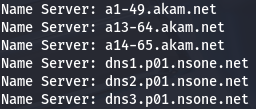 Name Server: a1-49.akam.net
Name Server: a13-64.akam.net
Name Server: a14-65.akam.net
Name Server: dns1.p01.nsone.net
Name Server: dns2.p01.nsone.net
Name Server: dns3.p01.nsone.net